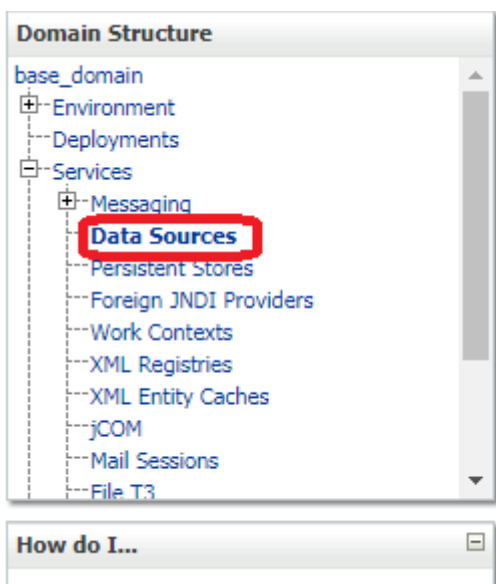 Domain Structure
base_domain
Environment
Deployments
Services
Messaging
Data Sources
Persistent Stores
Foreign JNDI Providers
Work Contexts
XML Registries
XML Entity Caches
jCOM
Mail Sessions
File T3
How do I...